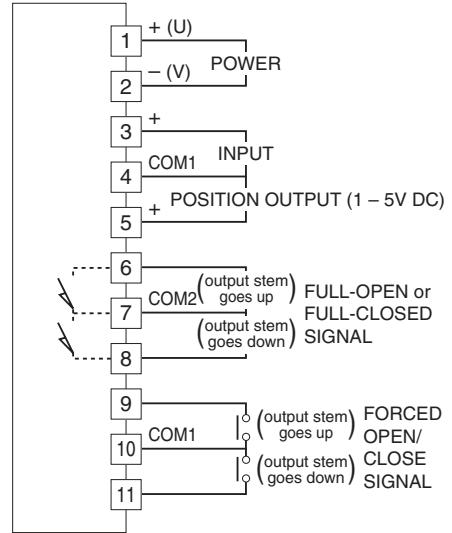 1 + (U)
POWER
2 – (V)
3 +
INPUT
4 COM1
POSITION OUTPUT (1 – 5V DC)
5 +
6
(output stem goes up)
7 COM2
FULL-OPEN or
FULL-CLOSED
SIGNAL
(output stem goes down)
8
9
(output stem goes up)
10 COM1
FORCED
OPEN/
CLOSE
SIGNAL
(output stem goes down)
11